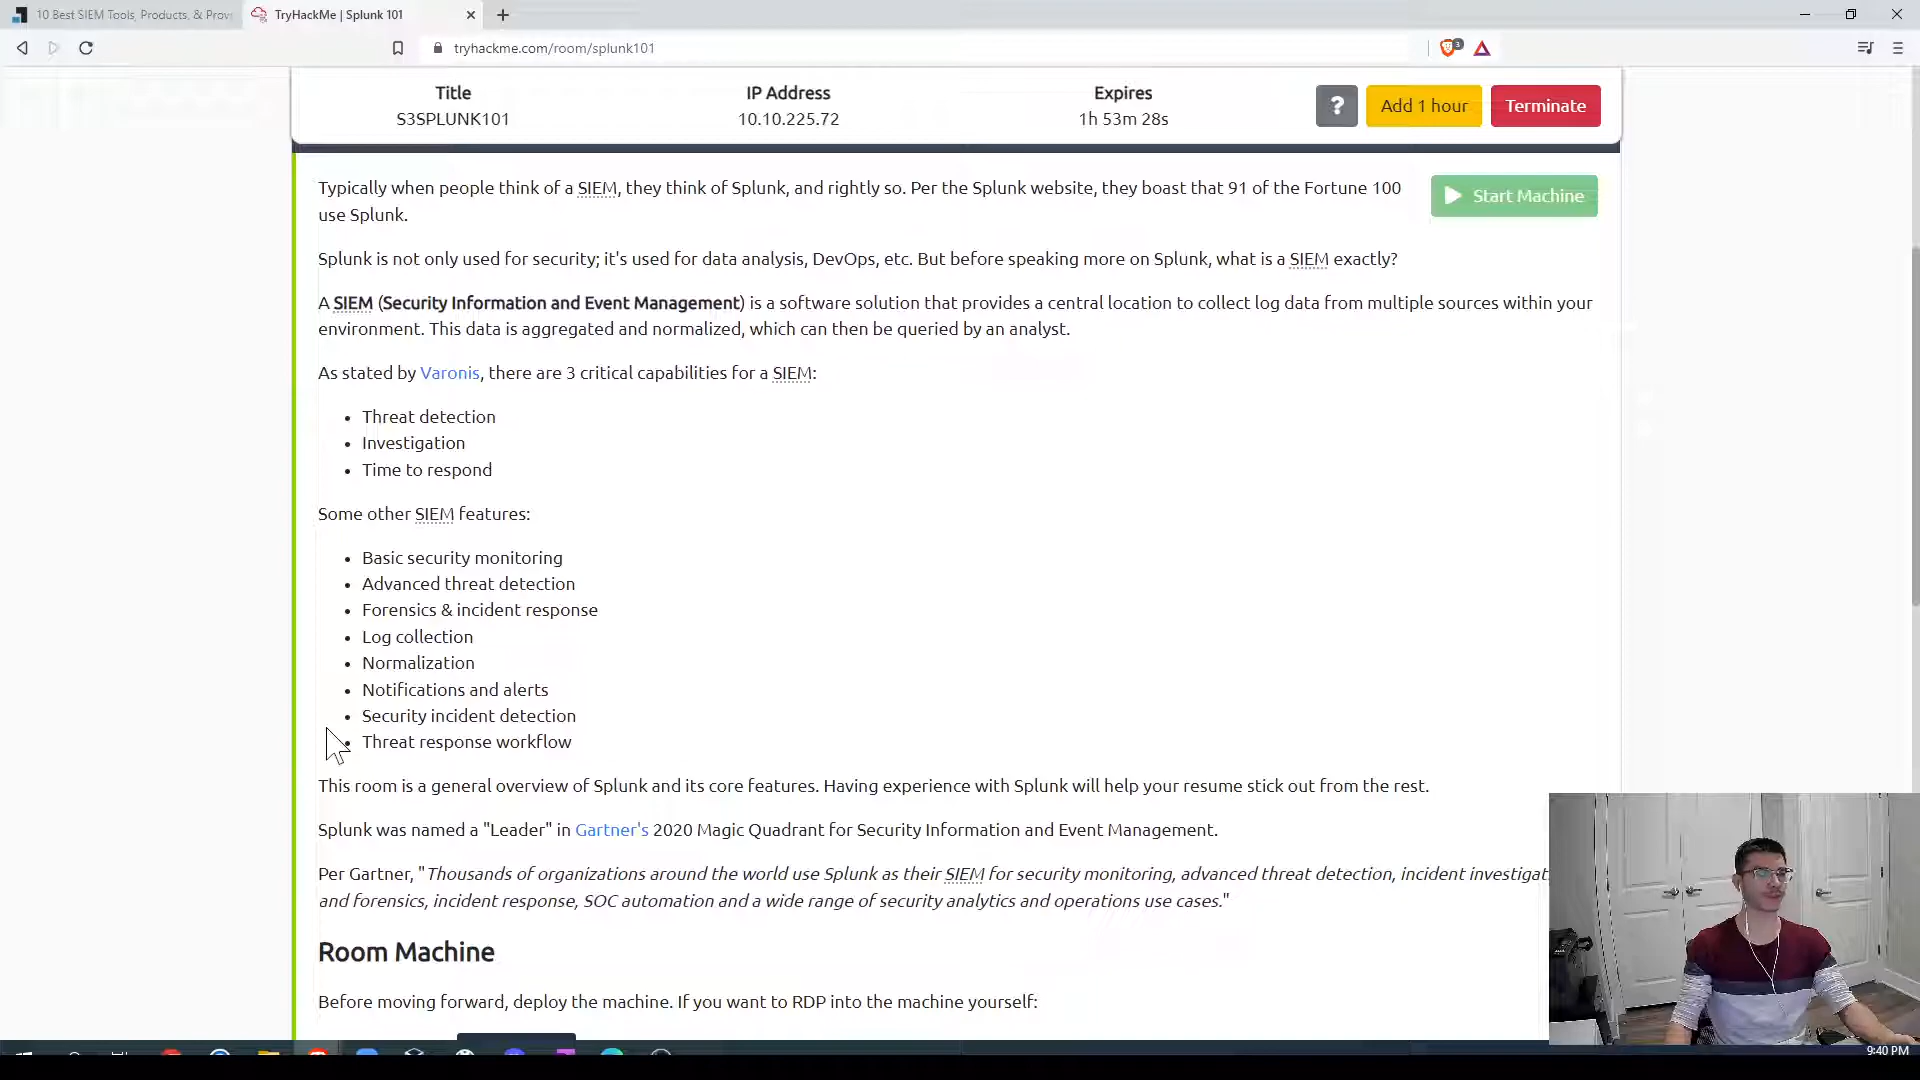 10 Best SIEM Tools, Products, & Prov
TryHackMe | Splunk 101
tryhackme.com/room/splunk101
3
Title
S3SPLUNK101
IP Address
10.10.225.72
Expires
1h 53m 28s
?
Add 1 hour
Terminate
Typically when people think of a SIEM, they think of Splunk, and rightly so. Per the Splunk website, they boast that 91 of the Fortune 100
use Splunk.
Start Machine
Splunk is not only used for security; it's used for data analysis, DevOps, etc. But before speaking more on Splunk, what is a SIEM exactly?
A SIEM (Security Information and Event Management) is a software solution that provides a central location to collect log data from multiple sources within your
environment. This data is aggregated and normalized, which can then be queried by an analyst.
As stated by Varonis, there are 3 critical capabilities for a SIEM:
• Threat detection
• Investigation
• Time to respond
Some other SIEM features:
• Basic security monitoring
• Advanced threat detection
• Forensics & incident response
• Log collection
• Normalization
• Notifications and alerts
• Security incident detection
• Threat response workflow
This room is a general overview of Splunk and its core features. Having experience with Splunk will help your resume stick out from the rest.
Splunk was named a "Leader" in Gartner's 2020 Magic Quadrant for Security Information and Event Management.
Per Gartner, "Thousands of organizations around the world use Splunk as their SIEM for security monitoring, advanced threat detection, incident investigati
and forensics, incident response, SOC automation and a wide range of security analytics and operations use cases."
Room Machine
Before moving forward, deploy the machine. If you want to RDP into the machine yourself:
9:40 PM